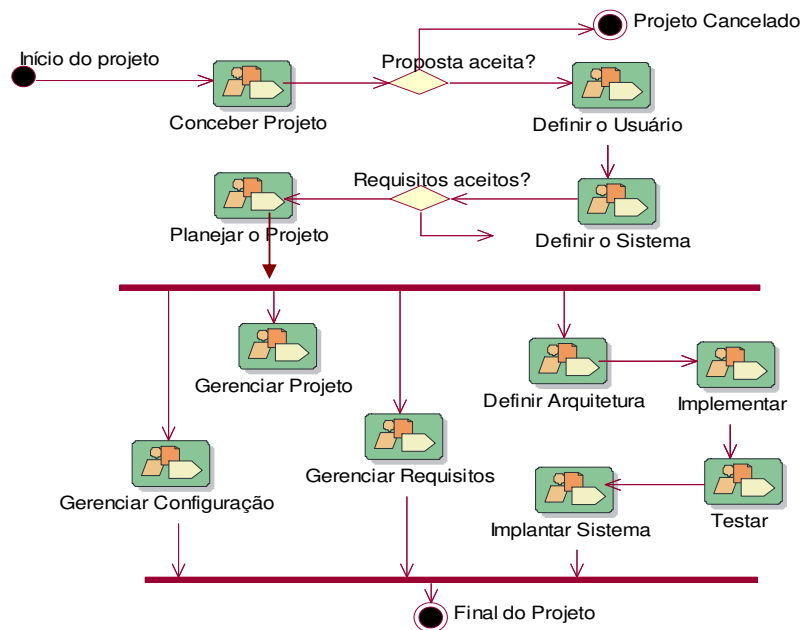 Projeto Cancelado
Início do projeto
Proposta aceita?
Conceber Projeto
Definir o Usuário
Requisitos aceitos?
Planejar o Projeto
Definir o Sistema
Gerenciar Projeto
Definir Arquitetura
Implementar
Gerenciar Configuração
Gerenciar Requisitos
Implantar Sistema
Testar
Final do Projeto